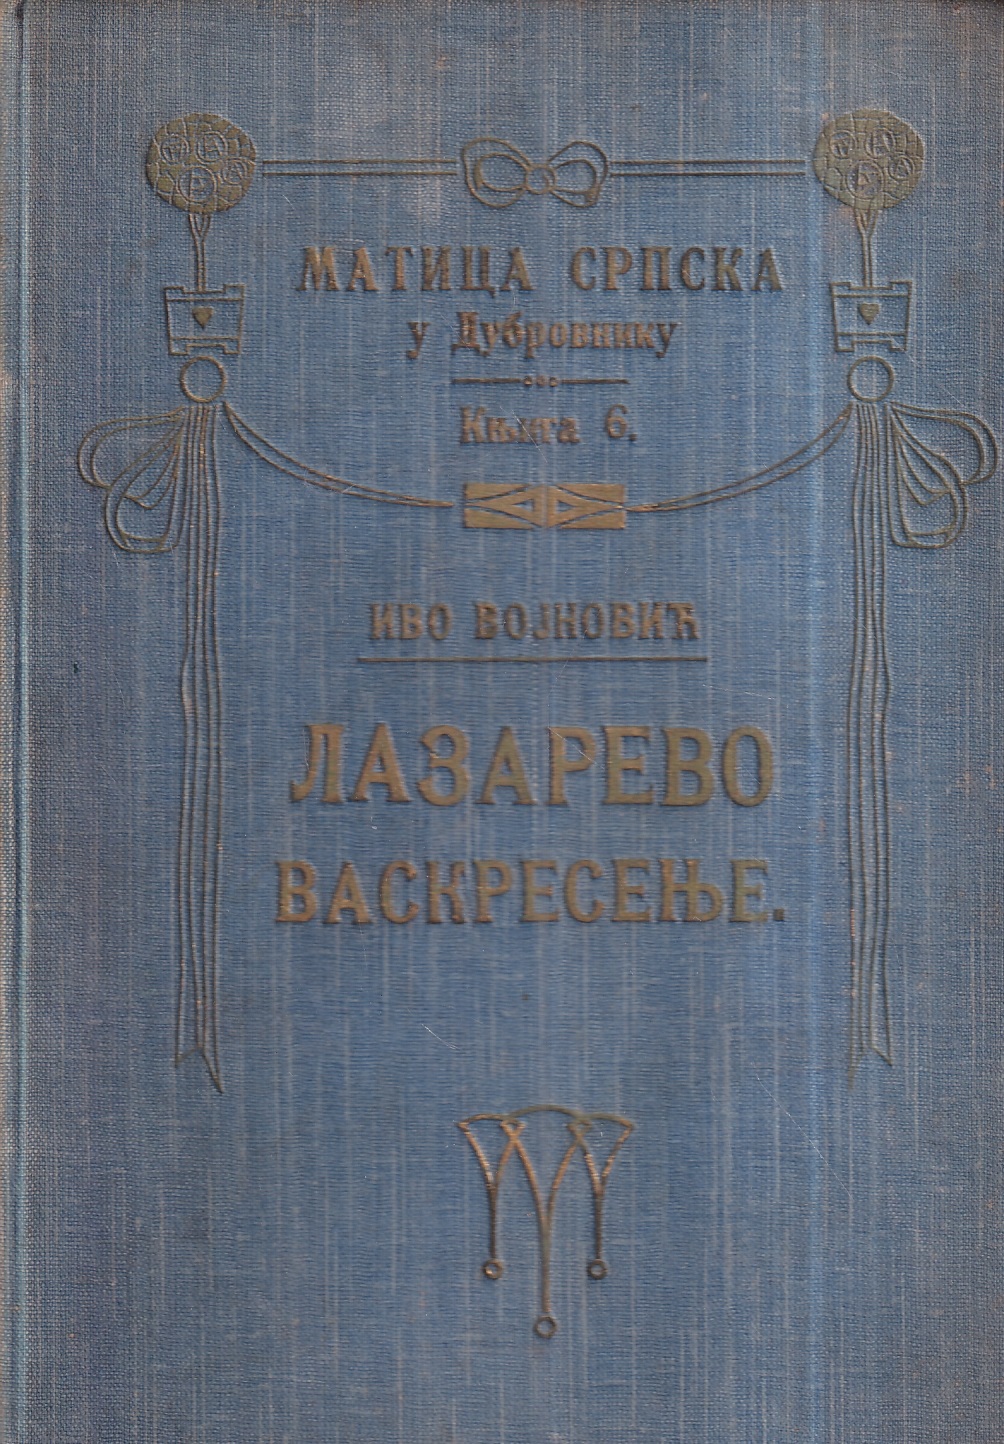 МАТИЦА СРПСКА
у Дубровнику
Књига 6.
ИВО ВОЈНОВИЋ
ЛАЗАРЕВО
ВАСКРЕСЕЊЕ.